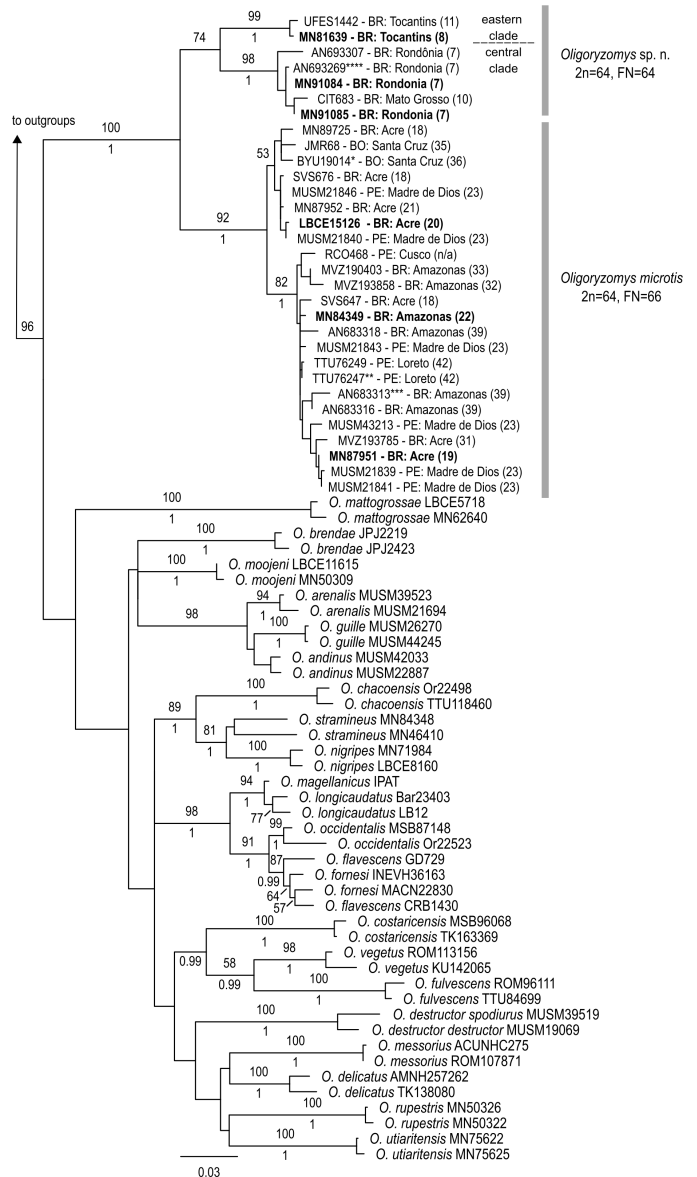 99
UFES1442 - BR: Tocantins (11)
eastern
1
MN81639 - BR: Tocantins (8)
clade
74
AN693307 - BR: Rondônia (7)
central
98
AN693269**** - BR: Rondonia (7)
clade
1
MN91084 - BR: Rondonia (7)
CIT683 - BR: Mato Grosso (10)
MN91085 - BR: Rondonia (7)
Oligoryzomys sp. n.
2n=64, FN=64
to outgroups
100
1
MN89725 - BR: Acre (18)
53
JMR68 - BO: Santa Cruz (35)
BYU19014* - BO: Santa Cruz (36)
SVS676 - BR: Acre (18)
MUSM21846 - PE: Madre de Dios (23)
MN87952 - BR: Acre (21)
92
1
LBCE15126 - BR: Acre (20)
MUSM21840 - PE: Madre de Dios (23)
RCO468 - PE: Cusco (n/a)
MVZ190403 - BR: Amazonas (33)
82
1
MVZ193858 - BR: Amazonas (32)
SVS647 - BR: Acre (18)
MN84349 - BR: Amazonas (22)
AN683318 - BR: Amazonas (39)
MUSM21843 - PE: Madre de Dios (23)
TTU76249 - PE: Loreto (42)
TTU76247** - PE: Loreto (42)
AN683313*** - BR: Amazonas (39)
AN683316 - BR: Amazonas (39)
MUSM43213 - PE: Madre de Dios (23)
MVZ193785 - BR: Acre (31)
MN87951 - BR: Acre (19)
MUSM21839 - PE: Madre de Dios (23)
MUSM21841 - PE: Madre de Dios (23)
Oligoryzomys microtis
2n=64, FN=66
96
100
1
O. mattogrossae LBCE5718
O. mattogrossae MN62640
100
1
O. brendae JPJ2219
O. brendae JPJ2423
100
1
O. moojeni LBCE11615
O. moojeni MN50309
98
94
1
O. arenalis MUSM39523
O. arenalis MUSM21694
100
1
O. guille MUSM26270
O. guille MUSM44245
O. andinus MUSM42033
O. andinus MUSM22887
89
1
100
1
O. chacoensis Or22498
O. chacoensis TTU118460
81
1
O. stramineus MN84348
O. stramineus MN46410
100
1
O. nigripes MN71984
O. nigripes LBCE8160
98
1
94
1
O. magellanicus IPAT
O. longicaudatus Bar23403
77
O. longicaudatus LB12
91
1
99
1
O. occidentalis MSB87148
O. occidentalis Or22523
87
0.99
O. flavescens GD729
64
O. fornesi INEVH36163
57
O. fornesi MACN22830
O. flavescens CRB1430
0.99
100
1
O. costaricensis MSB96068
O. costaricensis TK163369
58
0.99
98
1
O. vegetus ROM113156
O. vegetus KU142065
100
1
O. fulvescens ROM96111
O. fulvescens TTU84699
100
1
O. destructor spodiurus MUSM39519
O. destructor destructor MUSM19069
100
1
O. messorius ACUNHC275
O. messorius ROM107871
100
1
O. delicatus AMNH257262
O. delicatus TK138080
100
1
O. rupestris MN50326
O. rupestris MN50322
100
1
O. utiaritensis MN75622
O. utiaritensis MN75625
0.03